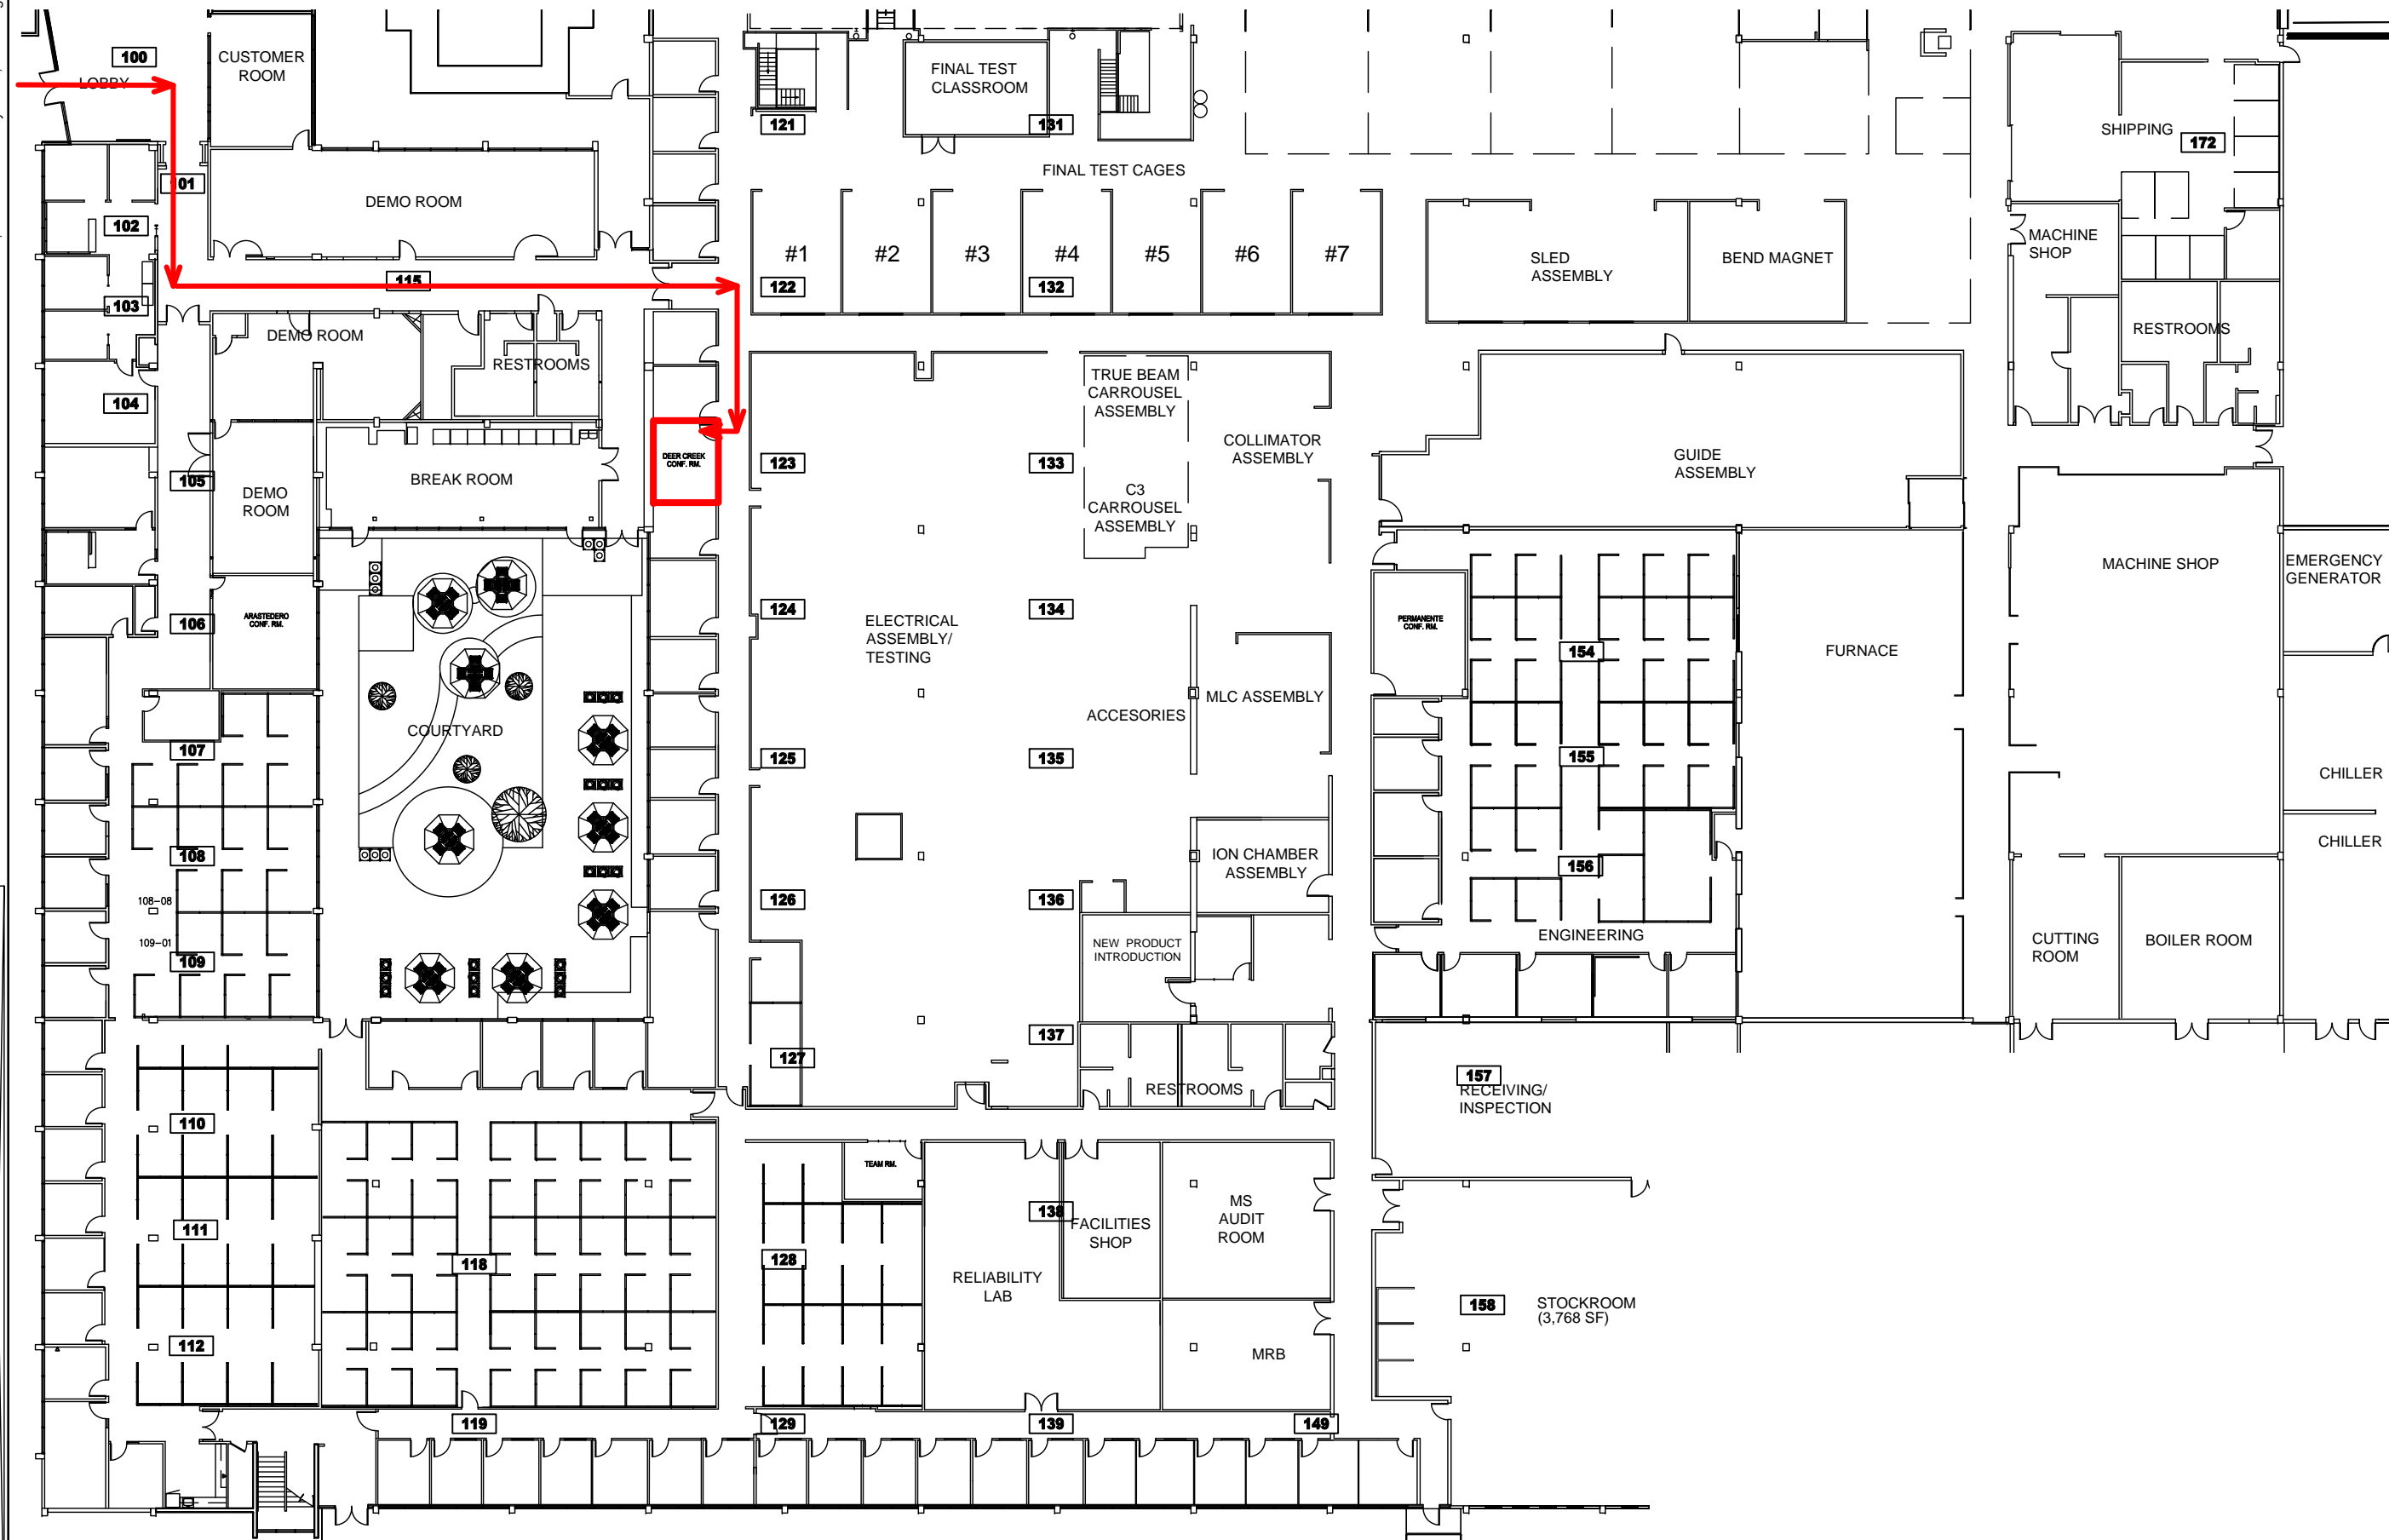 100
LOBBY
CUSTOMER
ROOM
101
102
103
104
105
106
107
108
108-08
109-01
109
110
111
112
DEMO ROOM
115
DEMO ROOM
RESTROOMS
BREAK ROOM
DEMO
ROOM
ARASTEDERO
CONF. RM.
COURTYARD
DEER CREEK
CONF. RM.
118
119
121
FINAL TEST
CLASSROOM
131
FINAL TEST CAGES
#1
#2
#3
#4
#5
#6
#7
122
132
SLED
ASSEMBLY
BEND MAGNET
TRUE BEAM
CARROUSEL
ASSEMBLY
COLLIMATOR
ASSEMBLY
123
133
C3
CAROUSEL
ASSEMBLY
124
134
ELECTRICAL
ASSEMBLY/
TESTING
MLC ASSEMBLY
ACCESORIES
125
135
ION CHAMBER
ASSEMBLY
126
136
NEW PRODUCT
INTRODUCTION
127
137
RESTROOMS
TEAM RM.
128
138
FACILITIES
SHOP
MS
AUDIT
ROOM
RELIABILITY
LAB
MRB
129
139
149
GUIDE
ASSEMBLY
PERMANENTE
CONF. RM.
154
155
156
ENGINEERING
FURNACE
157
RECEIVING/
INSPECTION
158
STOCKROOM
(3,768 SF)
SHIPPING
172
MACHINE
SHOP
RESTROOMS
MACHINE SHOP
EMERGENCY
GENERATOR
CHILLER
CHILLER
CUTTING
ROOM
BOILER ROOM